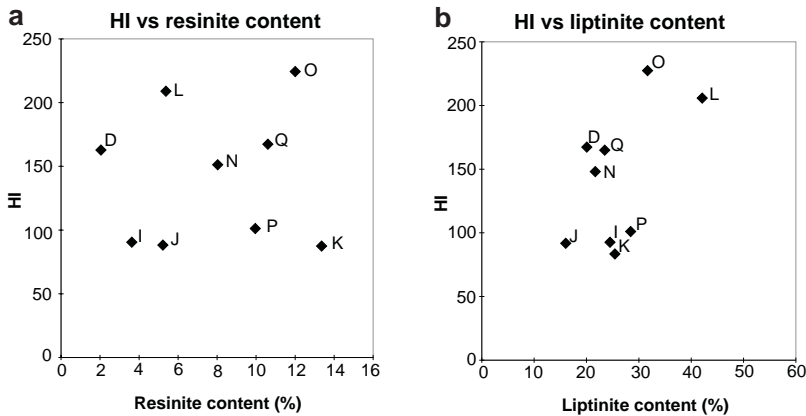 a
HI vs resinite content
250
200
150
100
50
0
HI
D
L
O
N
Q
I
J
P
K
0 2 4 6 8 10 12 14 16
Resinite content (%)
b
HI vs liptinite content
250
200
150
100
50
0
HI
O
L
D
Q
N
J
I
P
K
0 10 20 30 40 50 60
Liptinite content (%)